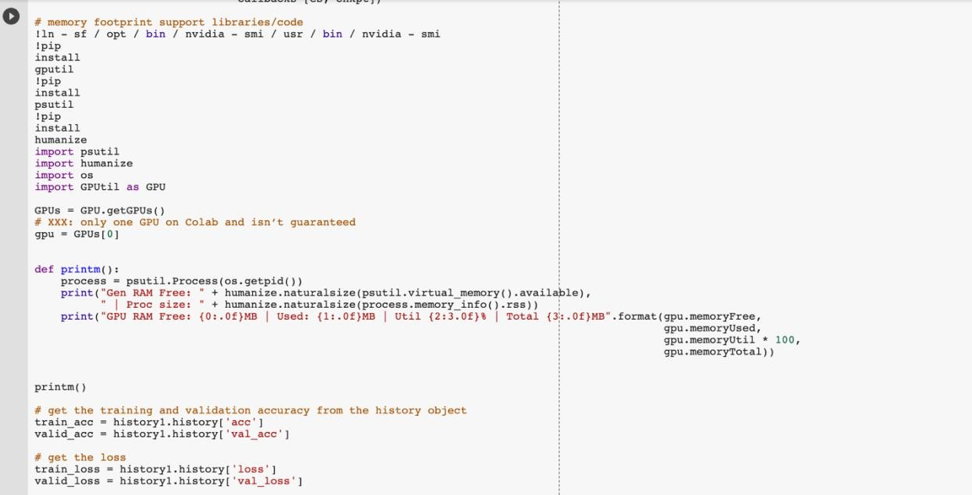 # memory footprint support libraries/code
!ln - sf / opt / bin / nvidia - smi / usr / bin / nvidia - smi
!pip
install
gputil
!pip
install
psutil
!pip
install
humanize
import psutil
import humanize
import os
import GPUtil as GPU
GPUs = GPU.getGPUs()
# XXX: only one GPU on Colab and isn't guaranteed
gpu = GPUs[0]
def printm():
    process = psutil.Process(os.getpid())
    print("Gen RAM Free: " + humanize.naturalsize(psutil.virtual_memory().available),
          " | Proc size: " + humanize.naturalsize(process.memory_info().rss))
    print("GPU RAM Free: {0:.0f}MB | Used: {1:.0f}MB | Util {2:3.0f}% | Total {3:.0f}MB".format(gpu.memoryFree,
                                                                                                gpu.memoryUsed,
                                                                                                gpu.memoryUtil * 100,
                                                                                                gpu.memoryTotal))
printm()
# get the training and validation accuracy from the history object
train_acc = history1.history['acc']
valid_acc = history1.history['val_acc']
# get the loss
train_loss = history1.history['loss']
valid_loss = history1.history['val_loss']